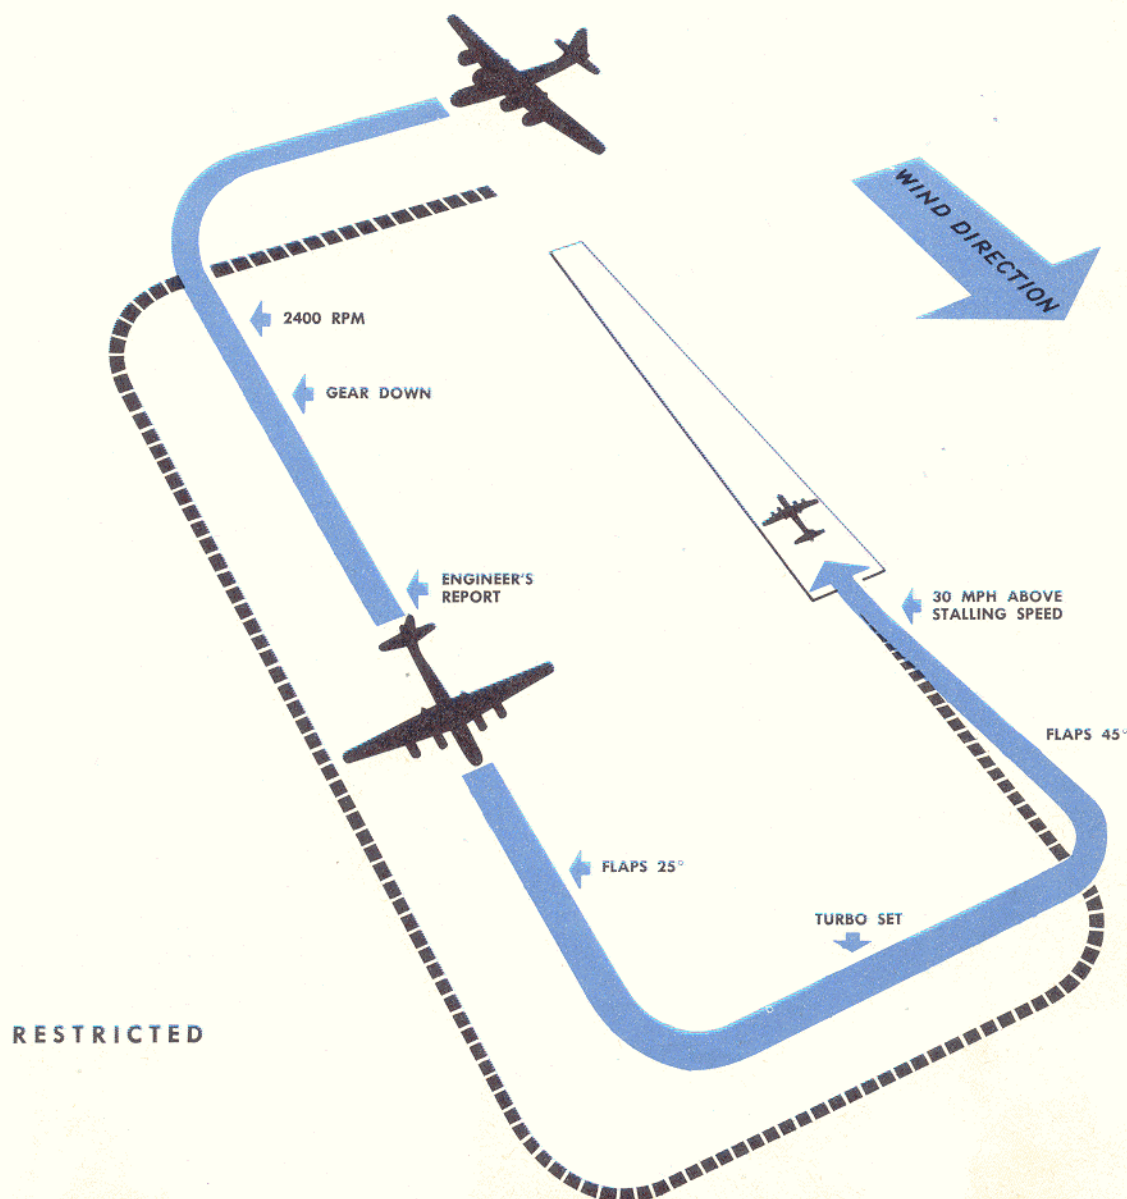 WIND DIRECTION
2400 RPM
GEAR DOWN
ENGINEER'S
REPORT
30 MPH ABOVE
STALLING SPEED
FLAPS 45°
FLAPS 25°
TURBO SET
RESTRICTED